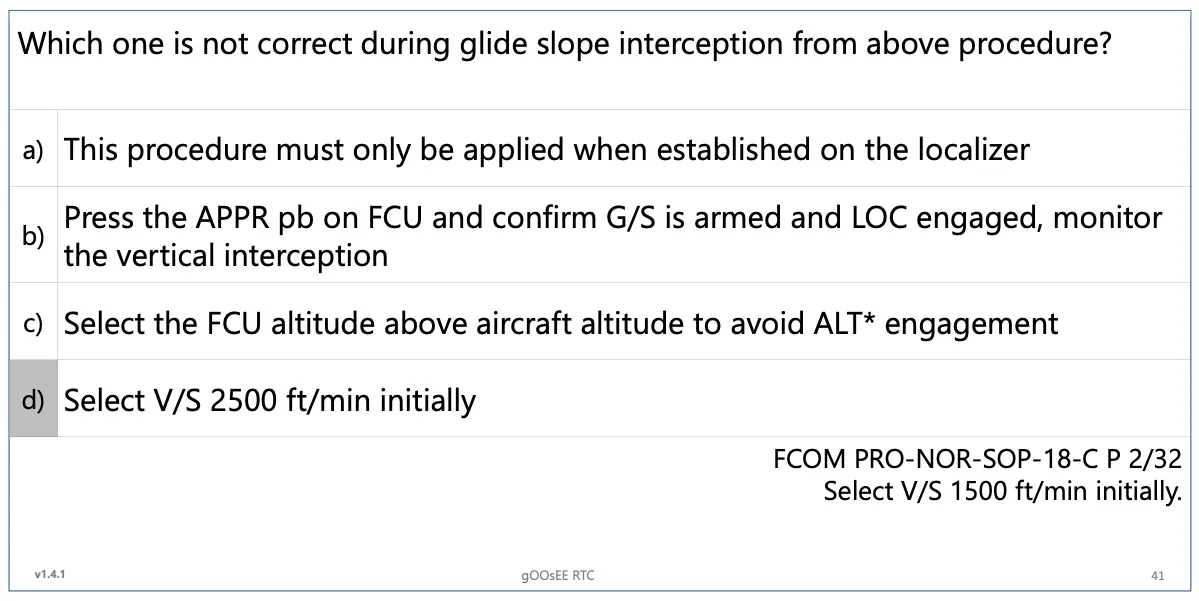 Which one is not correct during glide slope interception from above procedure?
a) This procedure must only be applied when established on the localizer
b) Press the APPR pb on FCU and confirm G/S is armed and LOC engaged, monitor
the vertical interception
c) Select the FCU altitude above aircraft altitude to avoid ALT* engagement
d) Select V/S 2500 ft/min initially
FCOM PRO-NOR-SOP-18-C P 2/32
Select V/S 1500 ft/min initially.
v1.4.1 gOOsEE RTC 41